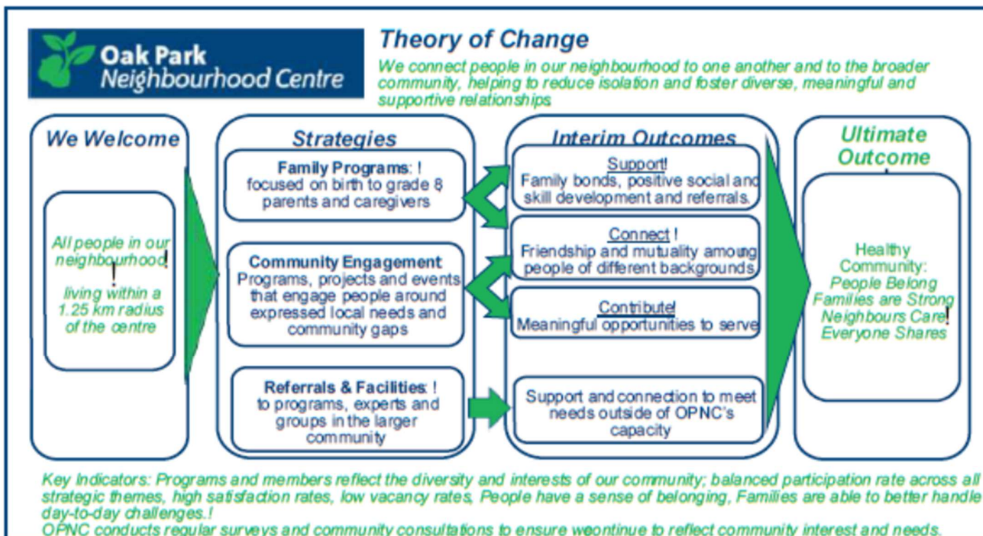 Oak Park
Neighbourhood Centre
Theory of Change
We connect people in our neighbourhood to one another and to the broader
community, helping to reduce isolation and foster diverse, meaningful and
supportive relationships
We Welcome
All people in our
neighbourhood!
!
living within a
1.25 km radius
of the centre
Strategies
Family Programs: !
focused on birth to grade 8
parents and caregivers
Community Engagement
Programs, projects and events
that engage people around
expressed local needs and
community gaps
Referrals & Facilities: !
to programs, experts and
groups in the larger
community
Interim Outcomes
Support!
Family bonds, positive social and
skill development and referrals.
Connect !
Friendship and mutuality among
people of different backgrounds
Contribute!
Meaningful opportunities to serve
Support and connection to meet
needs outside of OPNC's
capacity
Ultimate
Outcome
Healthy
Community:
People Belong
Families are Strong
Neighbours Care!
Everyone Shares
Key Indicators: Programs and members reflect the diversity and interests of our community; balanced participation rate across all
strategic themes, high satisfaction rates, low vacancy rates, People have a sense of belonging, Families are able to better handle
day-to-day challenges.!
OPNC conducts regular surveys and community consultations to ensure weontinue to reflect community interest and needs.